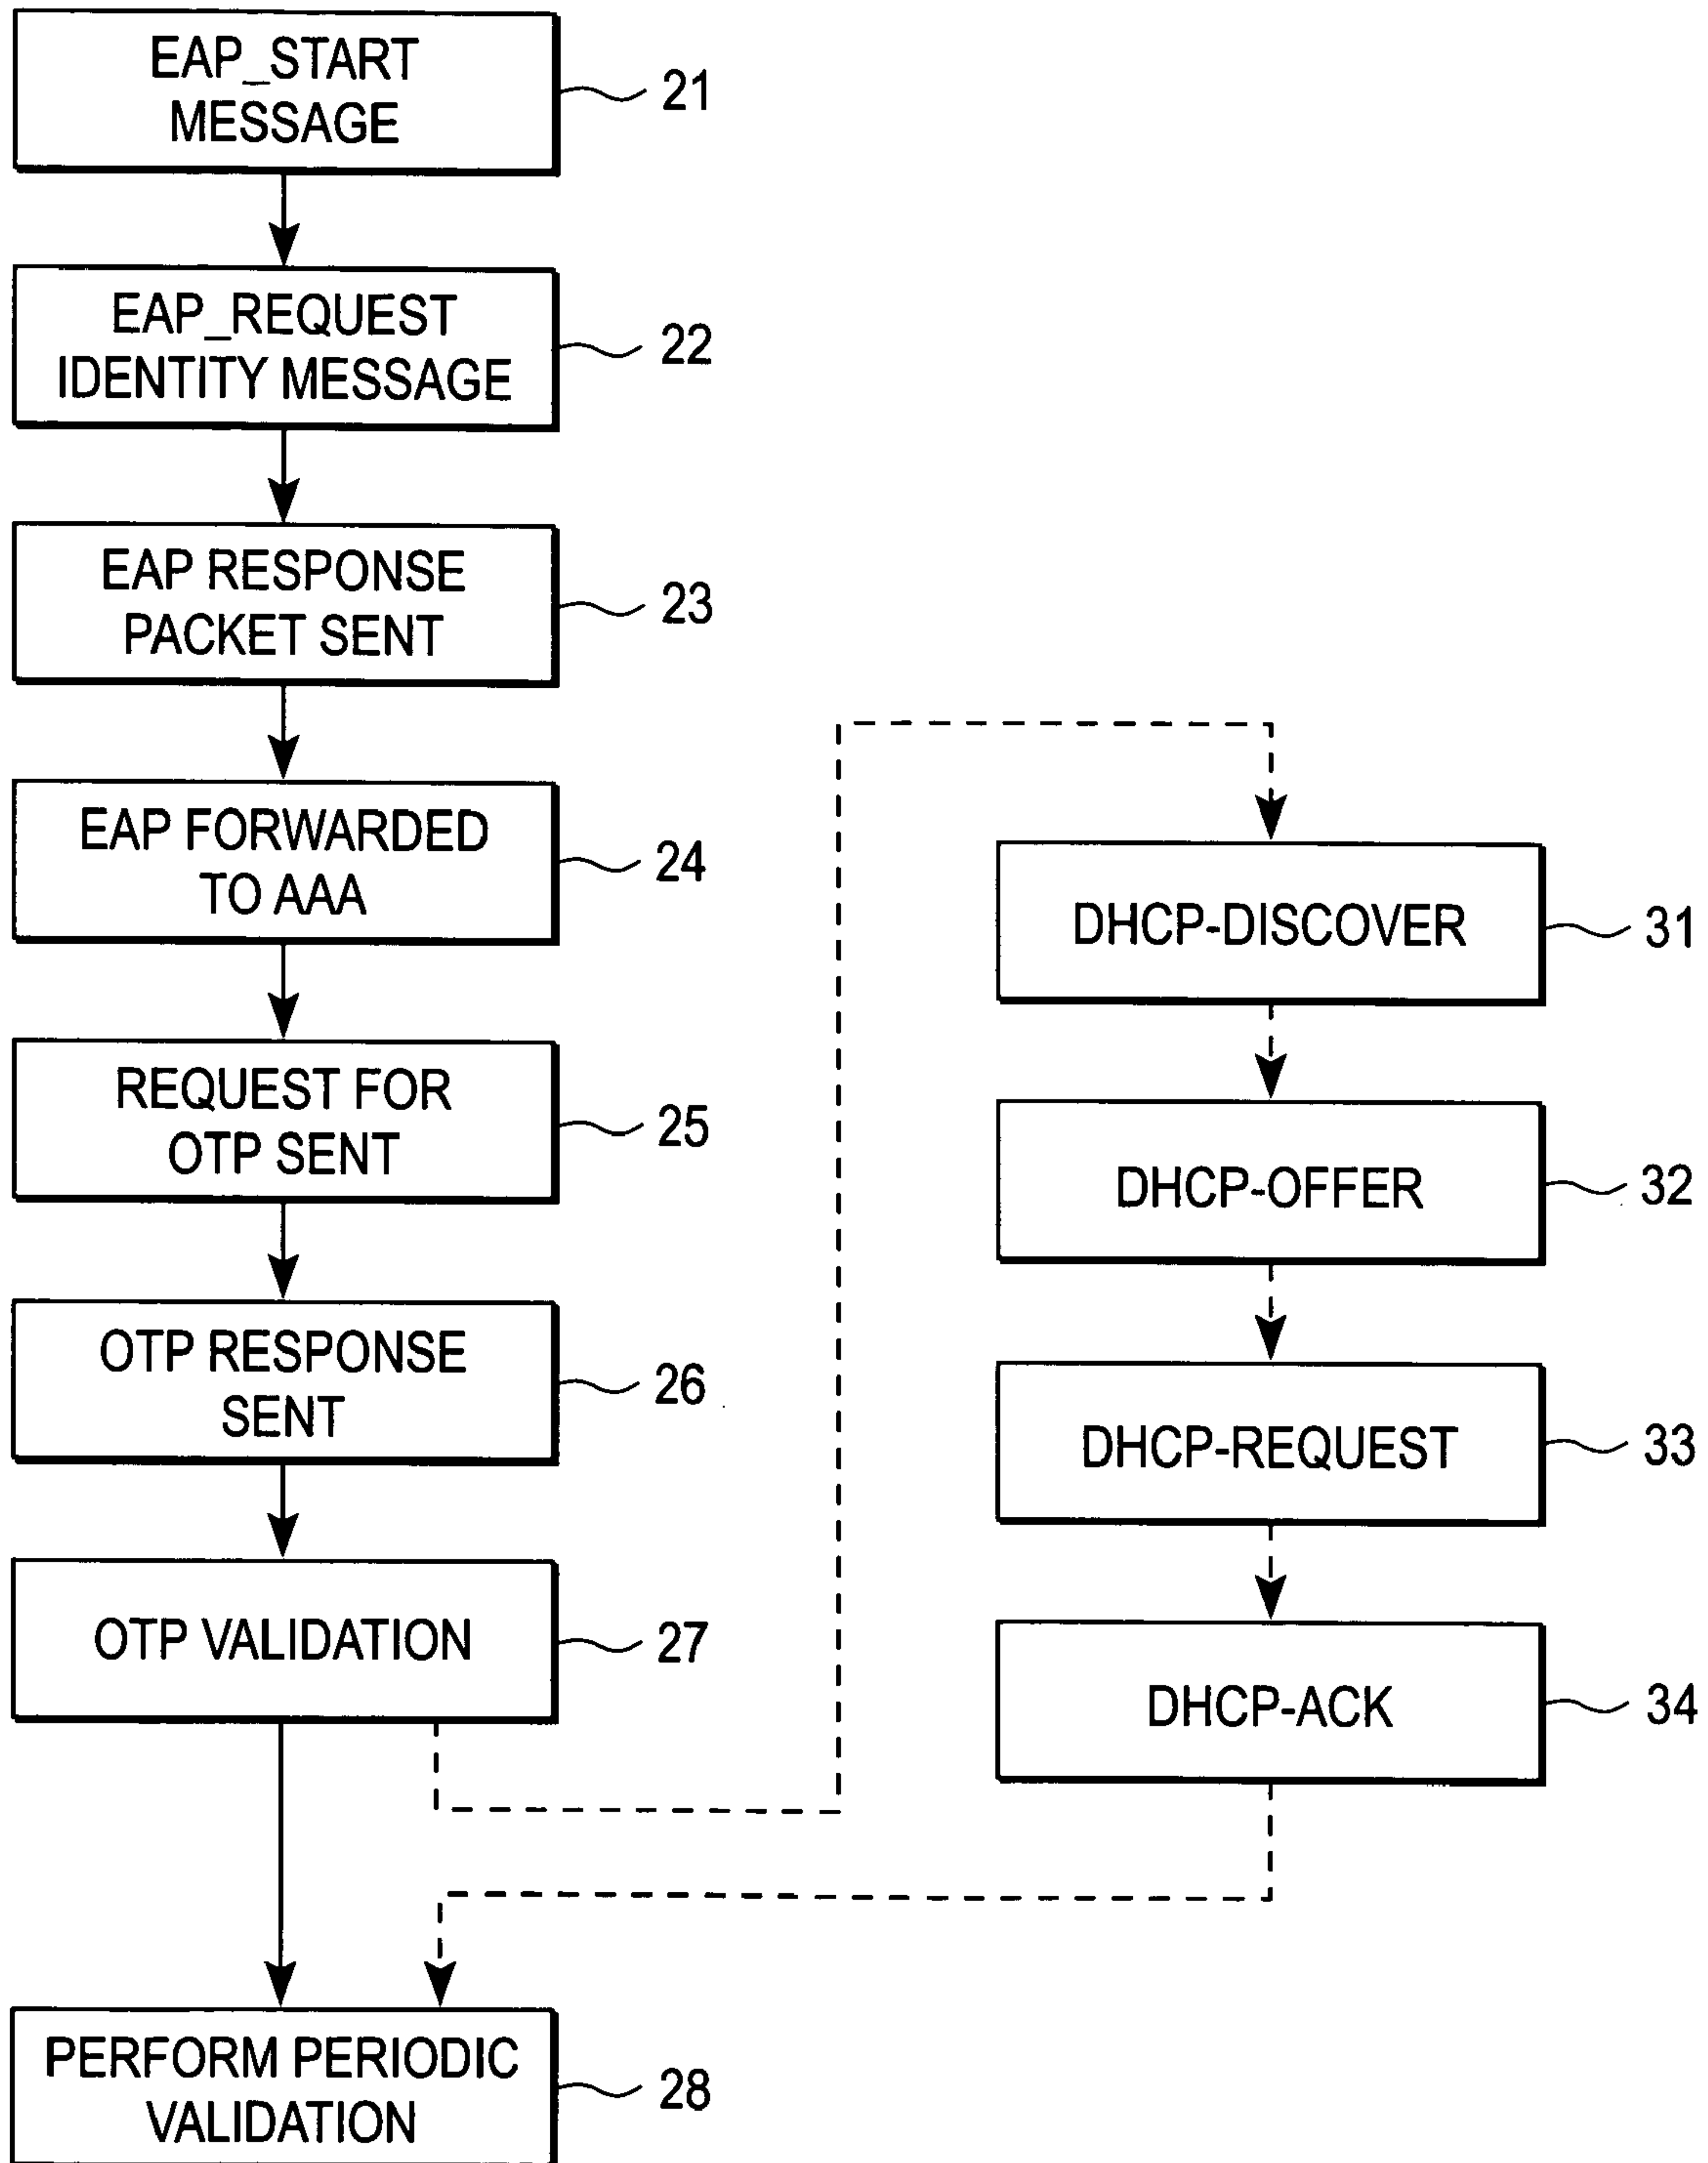 EAP_START
MESSAGE
21
EAP_REQUEST
IDENTITY MESSAGE
22
EAP RESPONSE
PACKET SENT
23
EAP FORWARDED
TO AAA
24
REQUEST FOR
OTP SENT
25
OTP RESPONSE
SENT
26
OTP VALIDATION
27
PERFORM PERIODIC
VALIDATION
28
DHCP-DISCOVER
31
DHCP-OFFER
32
DHCP-REQUEST
33
DHCP-ACK
34